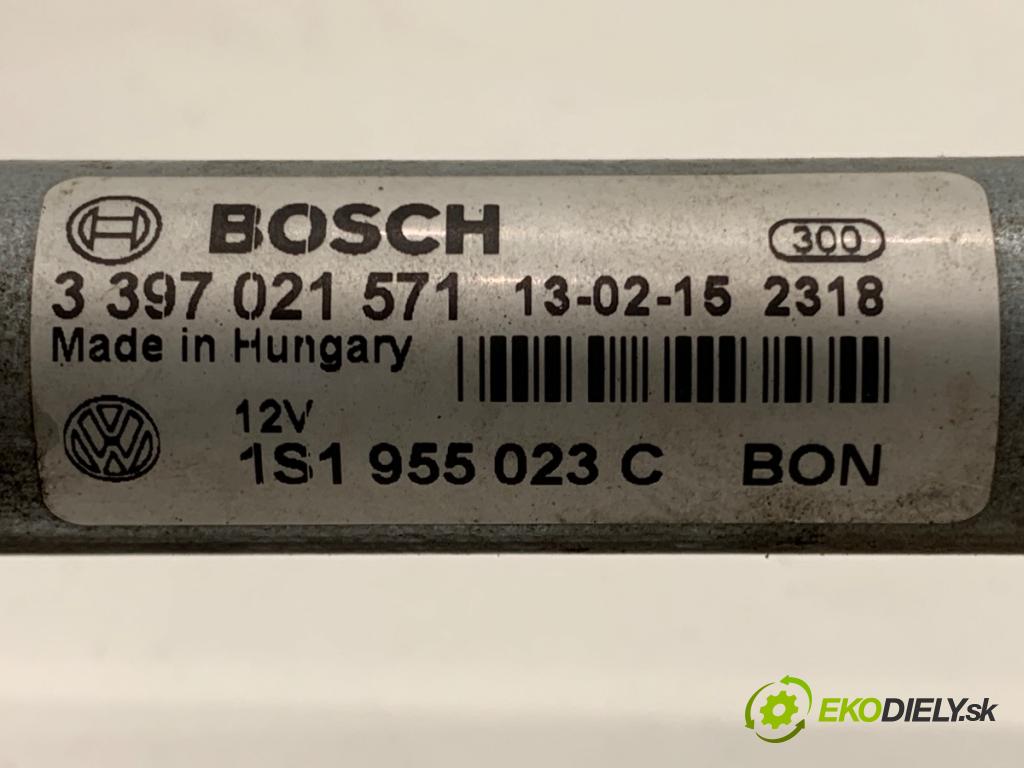 BOSCH 300
3 397 021 571 13-02-15 2318
Made in Hungary
12V
1S1 955 023 C BON
EKODIELY.sk